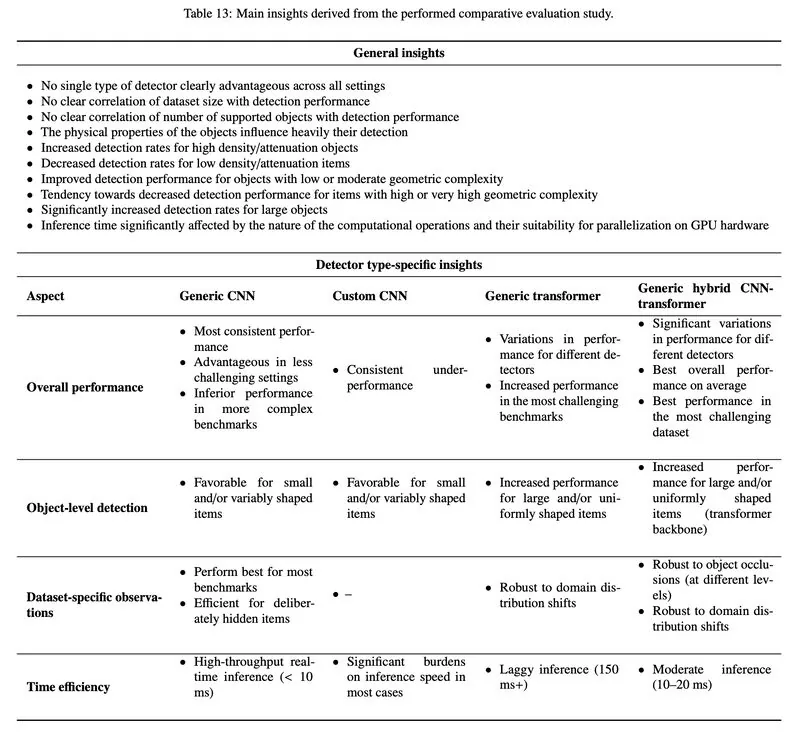 Table 13: Main insights derived from the performed comparative evaluation study.
General insights
• No single type of detector clearly advantageous across all settings
• No clear correlation of dataset size with detection performance
• No clear correlation of number of supported objects with detection performance
• The physical properties of the objects influence heavily their detection
• Increased detection rates for high density/attenuation objects
• Decreased detection rates for low density/attenuation items
• Improved detection performance for objects with low or moderate geometric complexity
• Tendency towards decreased detection performance for items with high or very high geometric complexity
• Significantly increased detection rates for large objects
• Inference time significantly affected by the nature of the computational operations and their suitability for parallelization on GPU hardware
Detector type-specific insights
Aspect
Generic CNN
Custom CNN
Generic transformer
Generic hybrid CNN-
transformer
Overall performance
• Most consistent perfor-
mance
• Advantageous in less
challenging settings
• Inferior performance
in more complex
benchmarks
• Consistent under-
performance
• Variations in perfor-
mance for different de-
tectors
• Increased performance
in the most challenging
benchmarks
• Significant variations
in performance for dif-
ferent detectors
• Best overall perfor-
mance on average
• Best performance in
the most challenging
dataset
Object-level detection
• Favorable for small
and/or variably shaped
items
• Favorable for small
and/or variably shaped
items
• Increased performance
for large and/or uni-
formly shaped items
• Increased perfor-
mance for large and/or
uniformly shaped
items (transformer
backbone)
Dataset-specific observa-
tions
• Perform best for most
benchmarks
• Efficient for deliber-
ately hidden items
• –
• Robust to domain dis-
tribution shifts
• Robust to object occlu-
sions (at different lev-
els)
• Robust to domain dis-
tribution shifts
Time efficiency
• High-throughput real-
time inference (< 10
ms)
• Significant burdens
on inference speed in
most cases
• Laggy inference (150
ms+)
• Moderate inference
(10–20 ms)